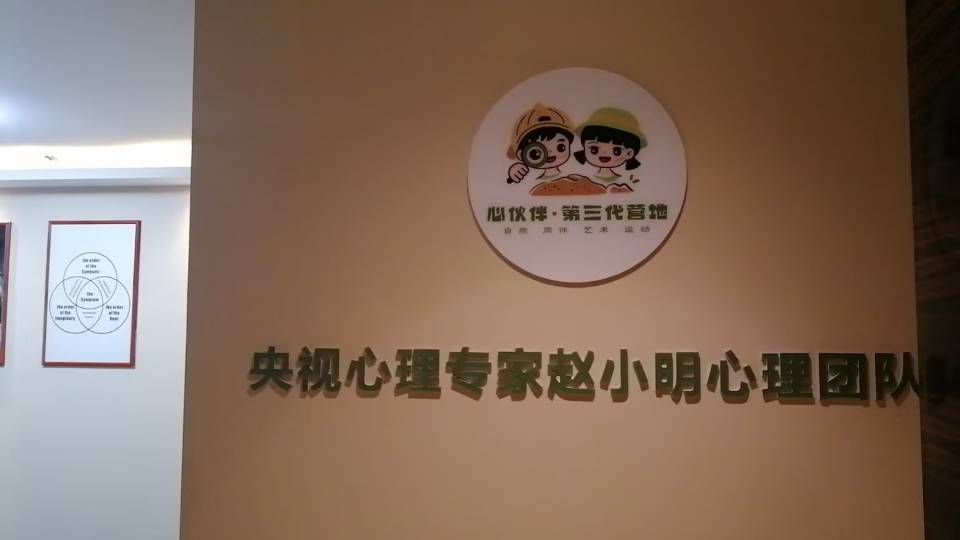 心伙伴·第三代营地
自然 同伴 艺术 运动
央视心理专家赵小明心理团队
the order
of the
Symbolic
the
Symptom
the order
of the
Imaginary
the order
of the
Real